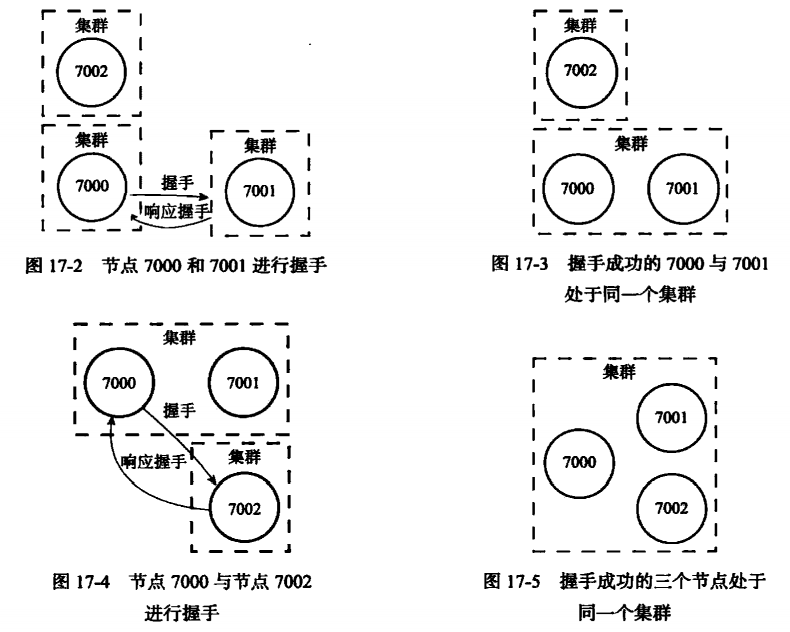 集群
7002
集群
7000
集群
7001
握手
响应握手
图 17-2 节点 7000 和 7001 进行握手
集群
7002
集群
7000
7001
图 17-3 握手成功的 7000 与 7001
处于同一个集群
集群
7000
7001
握手
响应握手
集群
7002
图 17-4 节点 7000 与节点 7002
进行握手
集群
7001
7000
7002
图 17-5 握手成功的三个节点处于
同一个集群